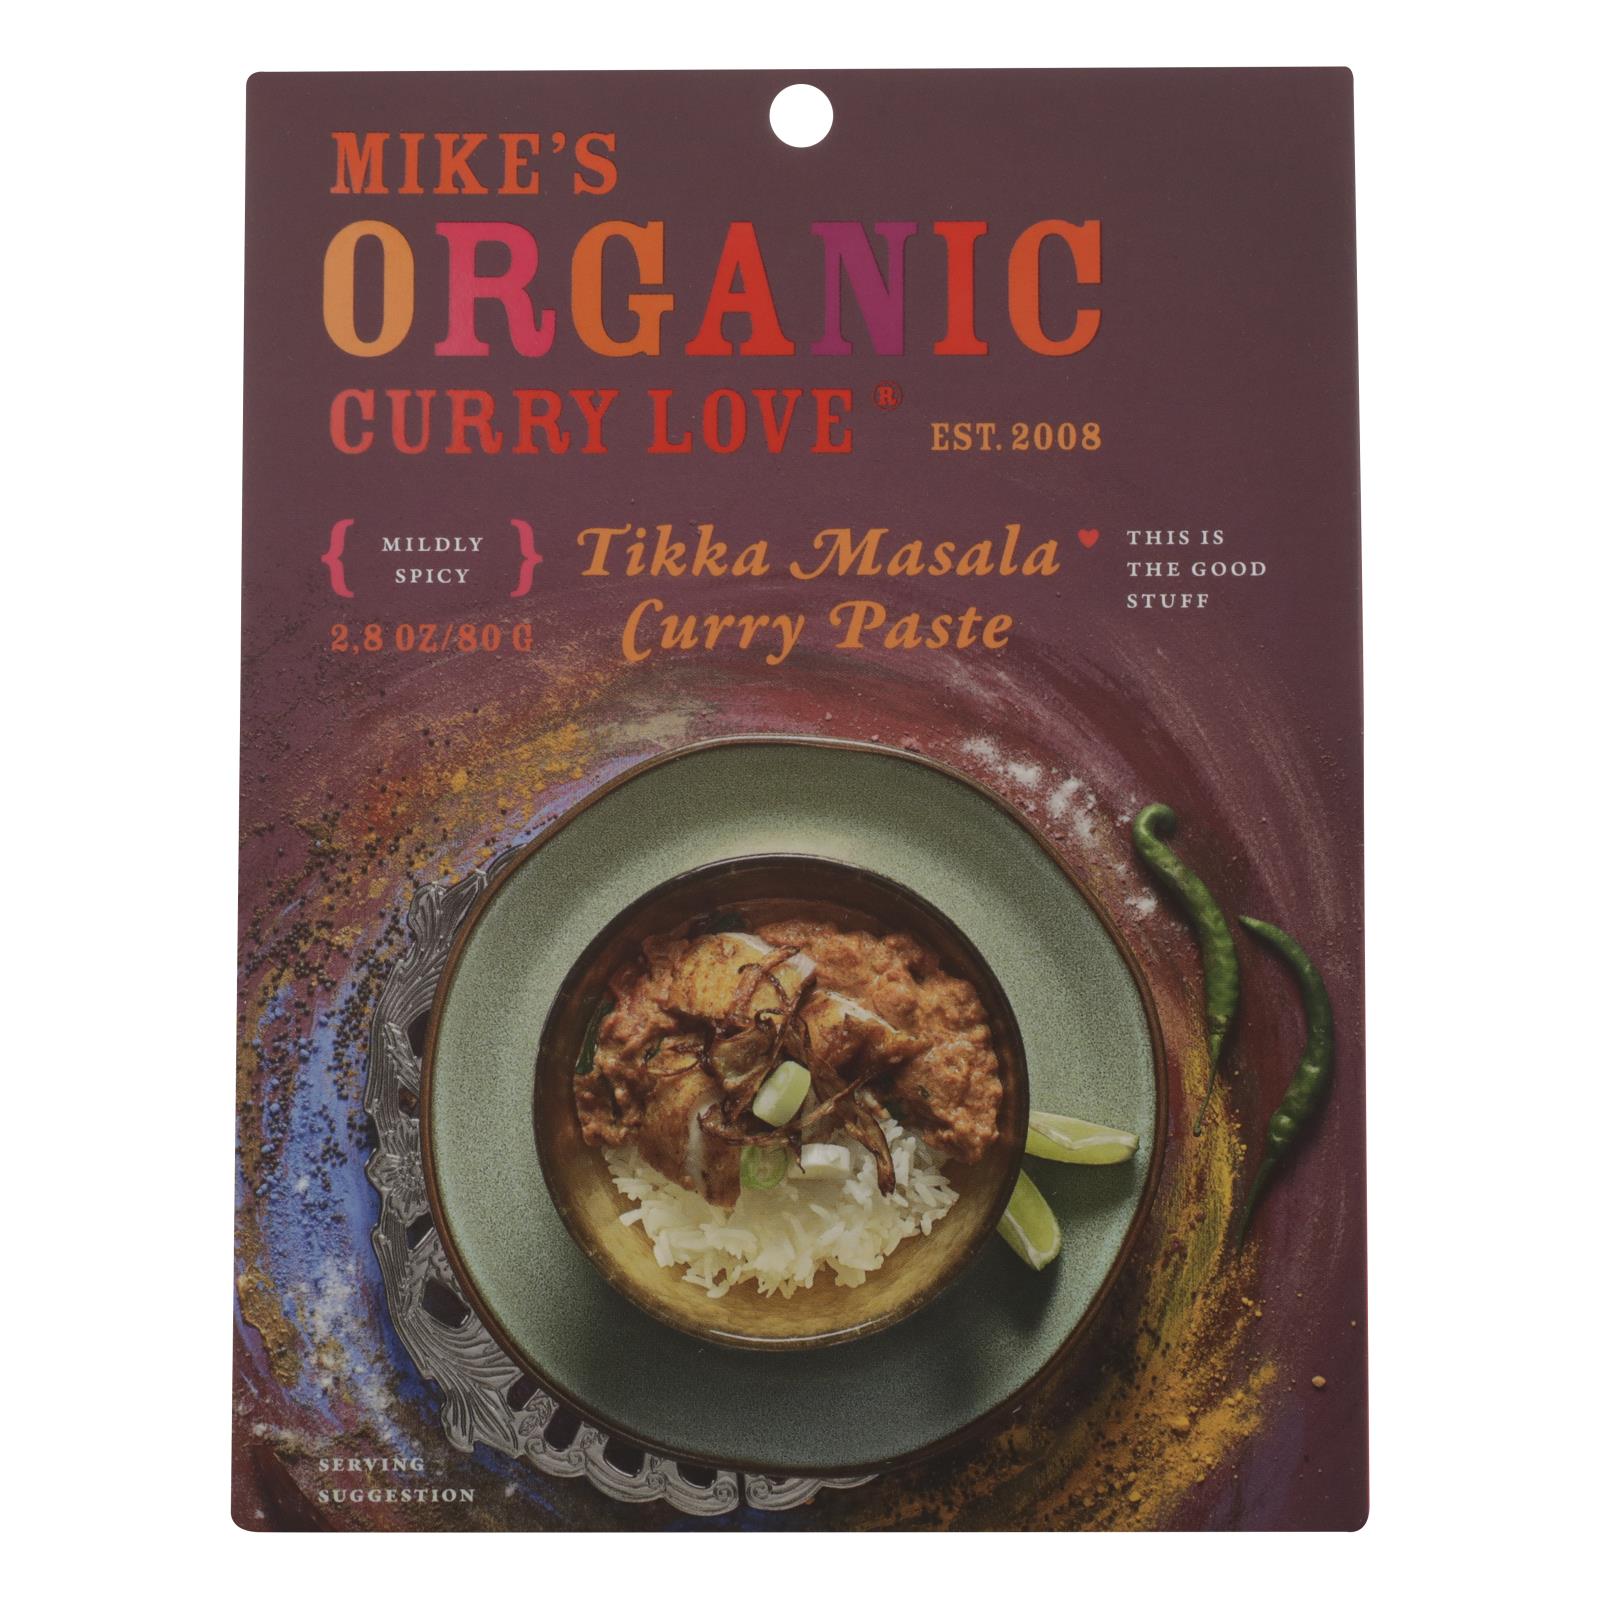 MIKE'S
ORGANIC
CURRY LOVE®
EST. 2008
{ MILDLY
SPICY }
2,8 OZ/80 G
Tikka Masala
Curry Paste
THIS IS
THE GOOD
STUFF
SERVING
SUGGESTION